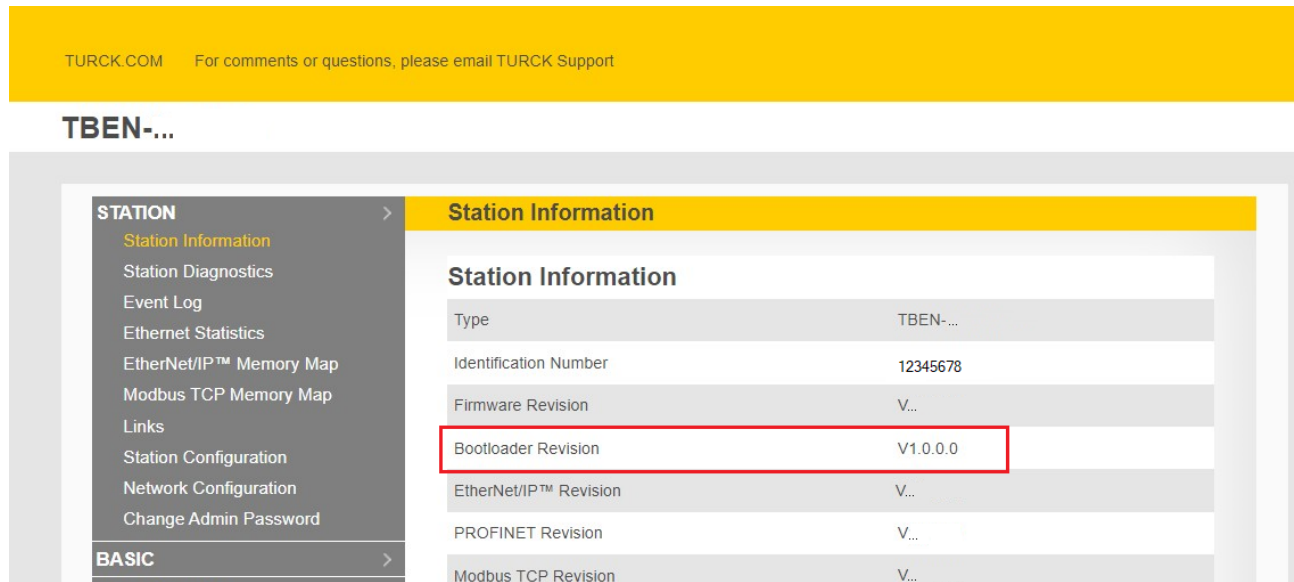 TURCK.COM For comments or questions, please email TURCK Support
TBEN-...
STATION
Station Information
Station Diagnostics
Event Log
Ethernet Statistics
EtherNet/IP™ Memory Map
Modbus TCP Memory Map
Links
Station Configuration
Network Configuration
Change Admin Password
BASIC
Station Information
Station Information
Type TBEN-...
Identification Number 12345678
Firmware Revision V...
Bootloader Revision V1.0.0.0
EtherNet/IP™ Revision V...
PROFINET Revision V...
Modbus TCP Revision V...